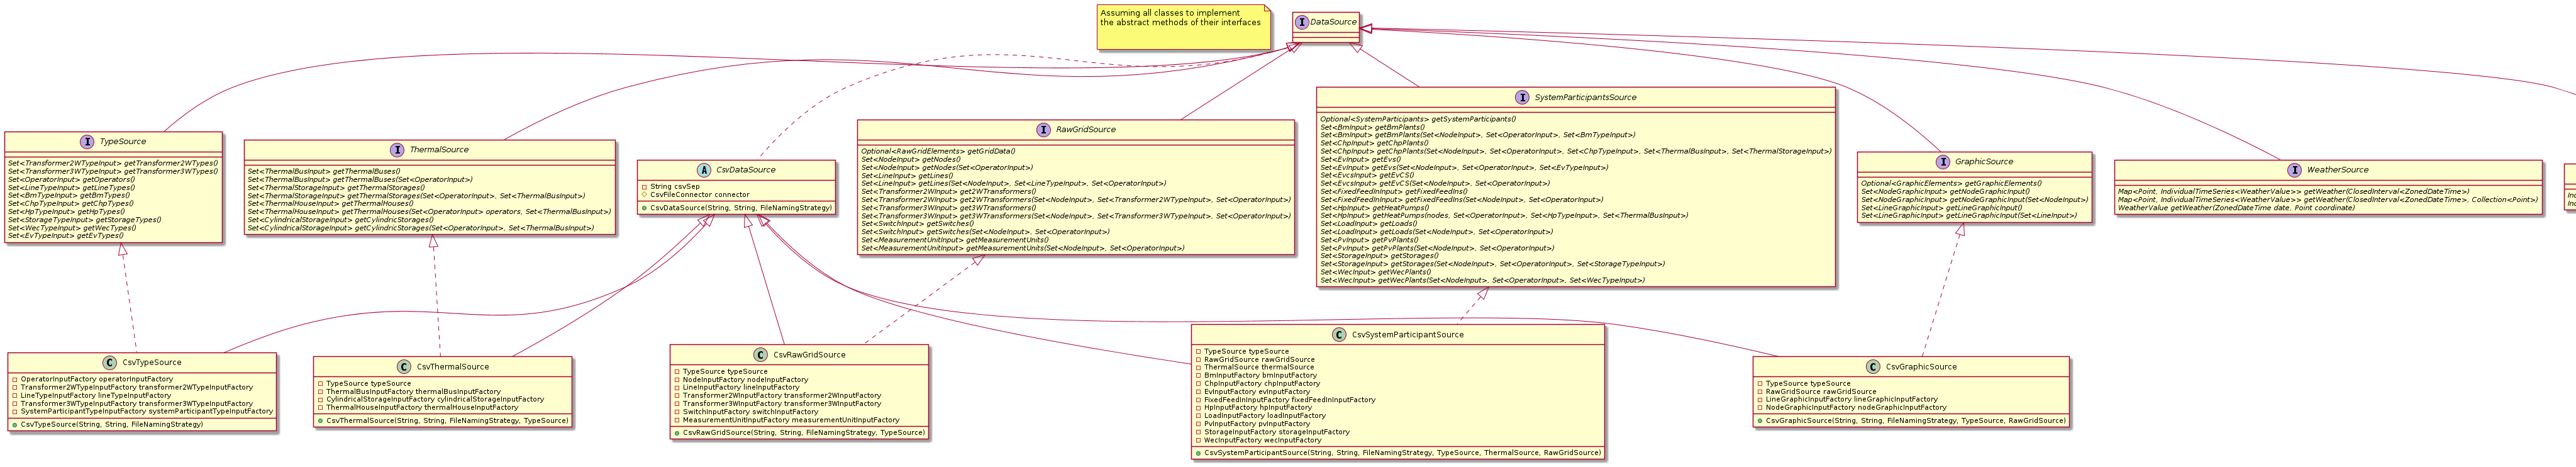 Assuming all classes to implement
the abstract methods of their interfaces
I DataSource
I TypeSource
Set<Transformer2WTypeInput> getTransformer2WTypes()
Set<Transformer3WTypeInput> getTransformer3WTypes()
Set<OperatorInput> getOperators()
Set<LineTypeInput> getLineTypes()
Set<BmTypeInput> getBmTypes()
Set<ChpTypeInput> getChpTypes()
Set<HpTypeInput> getHpTypes()
Set<StorageTypeInput> getStorageTypes()
Set<WecTypeInput> getWecTypes()
Set<EvTypeInput> getEvTypes()
I ThermalSource
Set<ThermalBusInput> getThermalBuses()
Set<ThermalBusInput> getThermalBuses(Set<OperatorInput>)
Set<ThermalStorageInput> getThermalStorages()
Set<ThermalStorageInput> getThermalStorages(Set<OperatorInput>, Set<ThermalBusInput>)
Set<ThermalHouseInput> getThermalHouses()
Set<ThermalHouseInput> getThermalHouses(Set<OperatorInput> operators, Set<ThermalBusInput>)
Set<CylindricalStorageInput> getCylindricStorages()
Set<CylindricalStorageInput> getCylindricStorages(Set<OperatorInput>, Set<ThermalBusInput>)
A CsvDataSource
String csvSep
CsvFileConnector connector
CsvDataSource(String, String, FileNamingStrategy)
I RawGridSource
Optional<RawGridElements> getGridData()
Set<NodeInput> getNodes()
Set<NodeInput> getNodes(Set<OperatorInput>)
Set<LineInput> getLines()
Set<LineInput> getLines(Set<NodeInput>, Set<LineTypeInput>, Set<OperatorInput>)
Set<Transformer2WInput> get2WTransformers()
Set<Transformer2WInput> get2WTransformers(Set<NodeInput>, Set<Transformer2WTypeInput>, Set<OperatorInput>)
Set<Transformer3WInput> get3WTransformers()
Set<Transformer3WInput> get3WTransformers(Set<NodeInput>, Set<Transformer3WTypeInput>, Set<OperatorInput>)
Set<SwitchInput> getSwitches()
Set<SwitchInput> getSwitches(Set<NodeInput>, Set<OperatorInput>)
Set<MeasurementUnitInput> getMeasurementUnits()
Set<MeasurementUnitInput> getMeasurementUnits(Set<NodeInput>, Set<OperatorInput>)
I SystemParticipantsSource
Optional<SystemParticipants> getSystemParticipants()
Set<BmInput> getBmPlants()
Set<BmInput> getBmPlants(Set<NodeInput>, Set<OperatorInput>, Set<BmTypeInput>)
Set<ChpInput> getChpPlants()
Set<ChpInput> getChpPlants(Set<NodeInput>, Set<OperatorInput>, Set<ChpTypeInput>, Set<ThermalBusInput>, Set<ThermalStorageInput>)
Set<EvInput> getEvs()
Set<EvInput> getEvs(Set<NodeInput>, Set<OperatorInput>, Set<EvTypeInput>)
Set<EvcsInput> getEvCS()
Set<EvcsInput> getEvCS(Set<NodeInput>, Set<OperatorInput>)
Set<FixedFeedInInput> getFixedFeedIns()
Set<FixedFeedInInput> getFixedFeedIns(Set<NodeInput>, Set<OperatorInput>)
Set<HpInput> getHeatPumps()
Set<HpInput> getHeatPumps(nodes, Set<OperatorInput>, Set<HpTypeInput>, Set<ThermalBusInput>)
Set<LoadInput> getLoads()
Set<LoadInput> getLoads(Set<NodeInput>, Set<OperatorInput>)
Set<PvInput> getPvPlants()
Set<PvInput> getPvPlants(Set<NodeInput>, Set<OperatorInput>)
Set<StorageInput> getStorages()
Set<StorageInput> getStorages(Set<NodeInput>, Set<OperatorInput>, Set<StorageTypeInput>)
Set<WecInput> getWecPlants()
Set<WecInput> getWecPlants(Set<NodeInput>, Set<OperatorInput>, Set<WecTypeInput>)
I GraphicSource
Optional<GraphicElements> getGraphicElements()
Set<NodeGraphicInput> getNodeGraphicInput()
Set<NodeGraphicInput> getNodeGraphicInput(Set<NodeInput>)
Set<LineGraphicInput> getLineGraphicInput()
Set<LineGraphicInput> getLineGraphicInput(Set<LineInput>)
I WeatherSource
Map<Point, IndividualTimeSeries<WeatherValue>> getWeather(ClosedInterval<ZonedDateTime>)
Map<Point, IndividualTimeSeries<WeatherValue>> getWeather(ClosedInterval<ZonedDateTime>, Collection<Point>)
WeatherValue getWeather(ZonedDateTime date, Point coordinate)
C CsvTypeSource
OperatorInputFactory operatorInputFactory
Transformer2WTypeInputFactory transformer2WTypeInputFactory
LineTypeInputFactory lineTypeInputFactory
Transformer3WTypeInputFactory transformer3WTypeInputFactory
SystemParticipantTypeInputFactory systemParticipantTypeInputFactory
CsvTypeSource(String, String, FileNamingStrategy)
C CsvThermalSource
TypeSource typeSource
ThermalBusInputFactory thermalBusInputFactory
CylindricalStorageInputFactory cylindricalStorageInputFactory
ThermalHouseInputFactory thermalHouseInputFactory
CsvThermalSource(String, String, FileNamingStrategy, TypeSource)
C CsvRawGridSource
TypeSource typeSource
NodeInputFactory nodeInputFactory
LineInputFactory lineInputFactory
Transformer2WInputFactory transformer2WInputFactory
Transformer3WInputFactory transformer3WInputFactory
SwitchInputFactory switchInputFactory
MeasurementUnitInputFactory measurementUnitInputFactory
CsvRawGridSource(String, String, FileNamingStrategy, TypeSource)
C CsvSystemParticipantSource
TypeSource typeSource
RawGridSource rawGridSource
ThermalSource thermalSource
BmInputFactory bmInputFactory
ChpInputFactory chpInputFactory
EvInputFactory evInputFactory
FixedFeedInInputFactory fixedFeedInInputFactory
HpInputFactory hpInputFactory
LoadInputFactory loadInputFactory
PvInputFactory pvInputFactory
StorageInputFactory storageInputFactory
WecInputFactory wecInputFactory
CsvSystemParticipantSource(String, String, FileNamingStrategy, TypeSource, ThermalSource, RawGridSource)
C CsvGraphicSource
TypeSource typeSource
RawGridSource rawGridSource
LineGraphicInputFactory lineGraphicInputFactory
NodeGraphicInputFactory nodeGraphicInputFactory
CsvGraphicSource(String, String, FileNamingStrategy, TypeSource, RawGridSource)